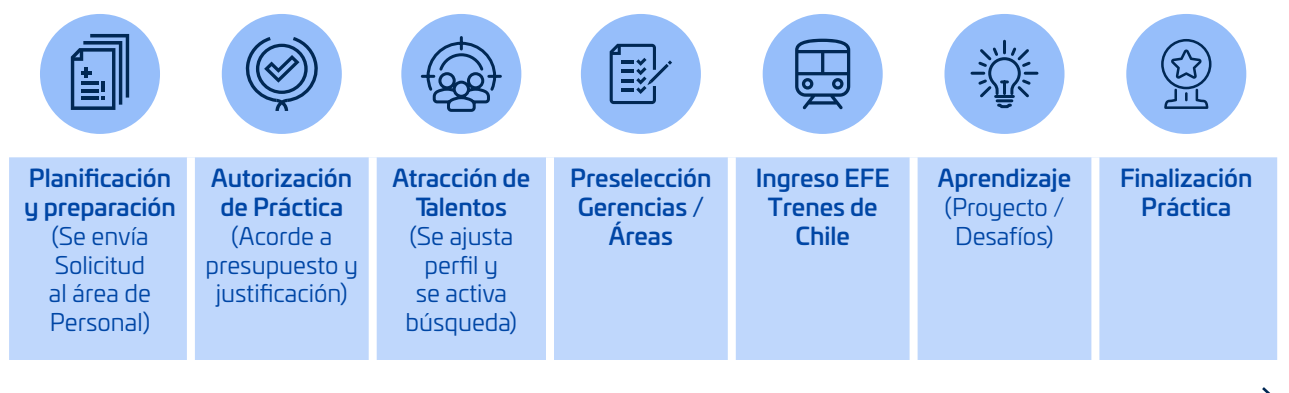 Planificación
y preparación
(Se envía
Solicitud
al área de
Personal)
Autorización
de Práctica
(Acorde a
presupuesto y
justificación)
Atracción de
Talentos
(Se ajusta
perfil y
se activa
búsqueda)
Preselección
Gerencias /
Áreas
Ingreso EFE
Trenes de
Chile
Aprendizaje
(Proyecto /
Desafíos)
Finalización
Práctica